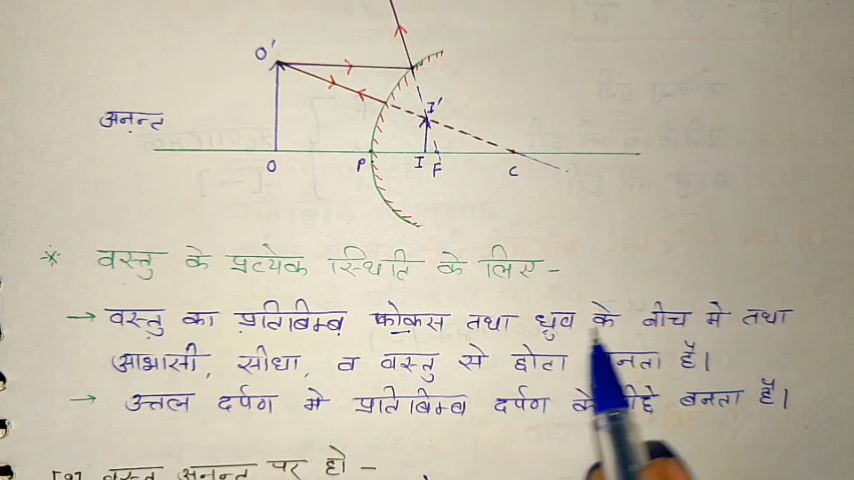 O'
I'
अनन्त
O P I F C
* वस्तु के प्रत्येक स्थिति के लिए -
→ वस्तु का प्रतिबिम्ब फोकस तथा ध्रुव के बीच मे तथा
आभासी, सीधा, व वस्तु से छोटा बनता हैं।
→ उत्तल दर्पण मे प्रतिबिम्ब दर्पण के पीछे बनता हैं।
वस्तु अनन्त पर हो -